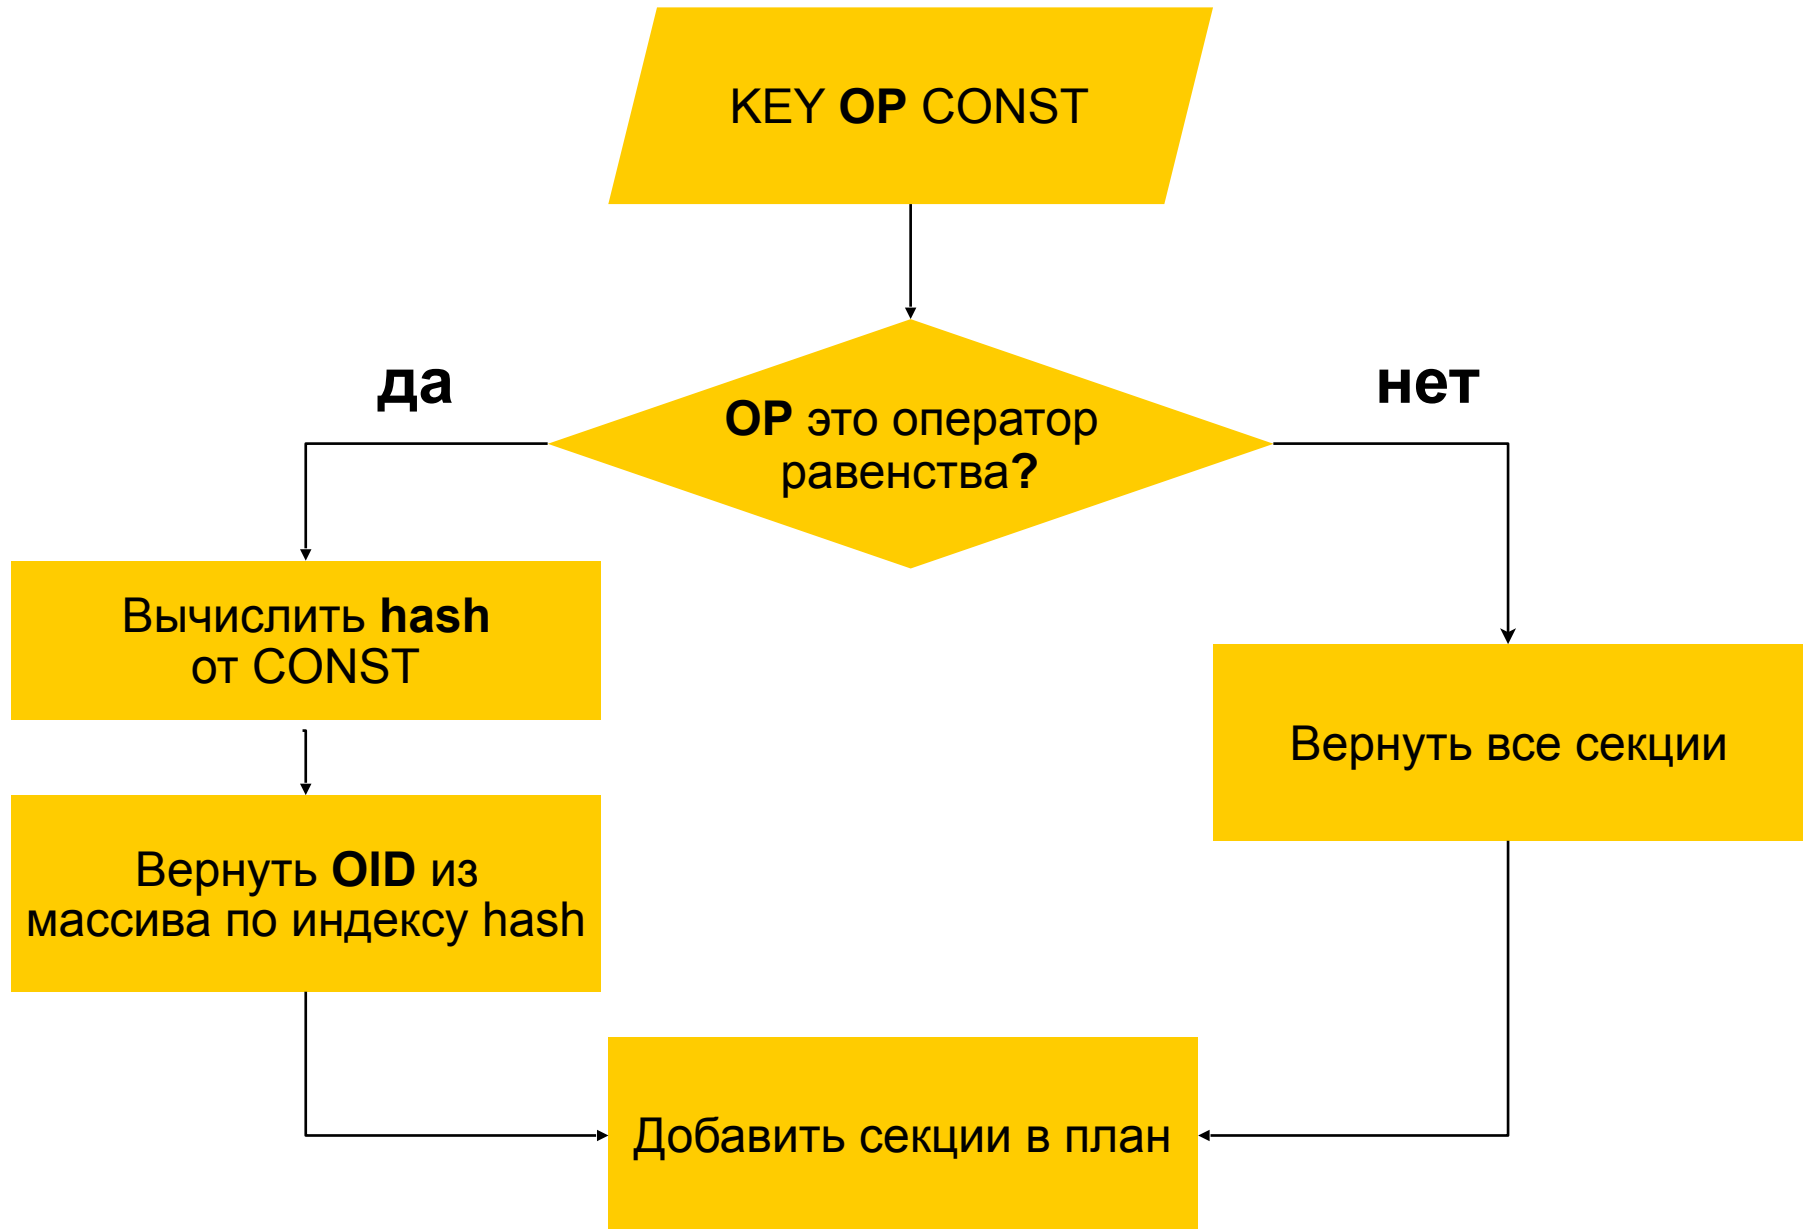 KEY OP CONST
да
нет
OP это оператор
равенства?
Вычислить hash
от CONST
Вернуть все секции
Вернуть OID из
массива по индексу hash
Добавить секции в план